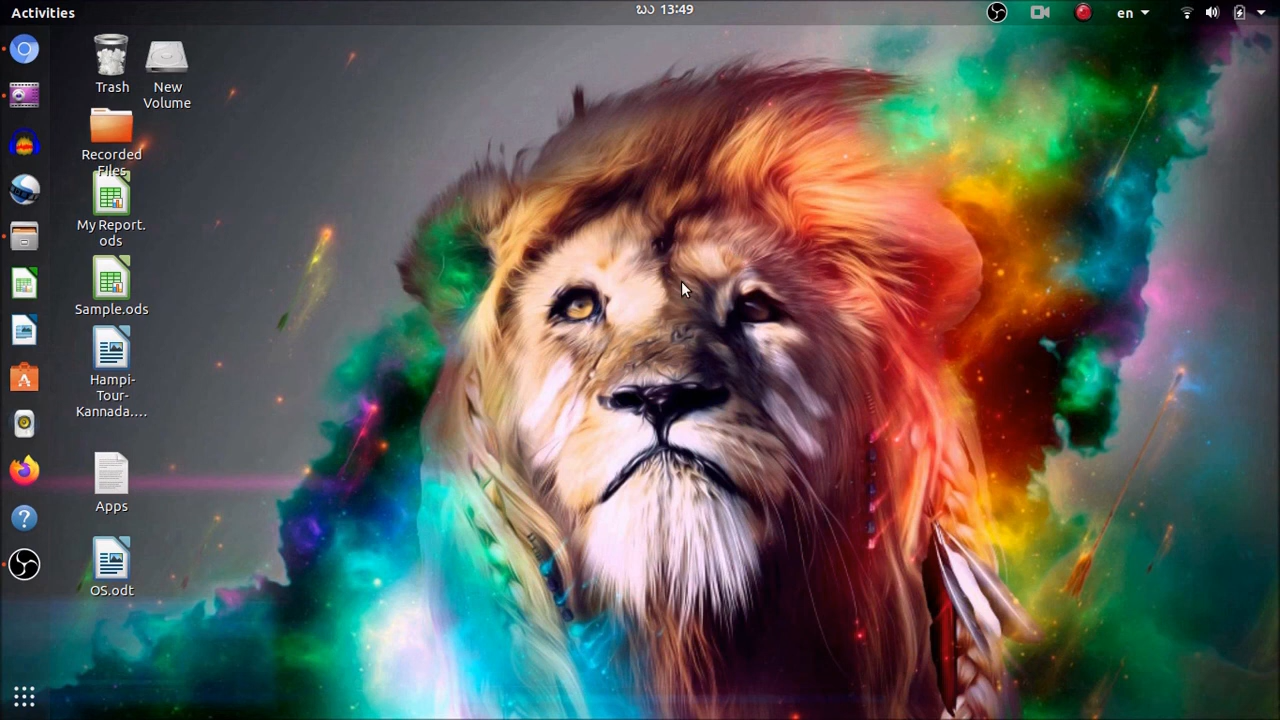 Activities
ಬು 13:49
en
Trash
New
Volume
Recorded
Files
My Report.
ods
Sample.ods
Hampi-
Tour-
Kannada....
Apps
OS.odt